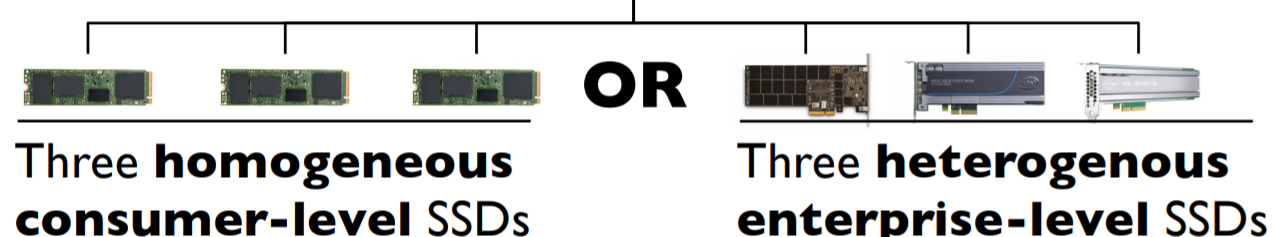 OR
Three homogeneous
consumer-level SSDs
Three heterogenous
enterprise-level SSDs